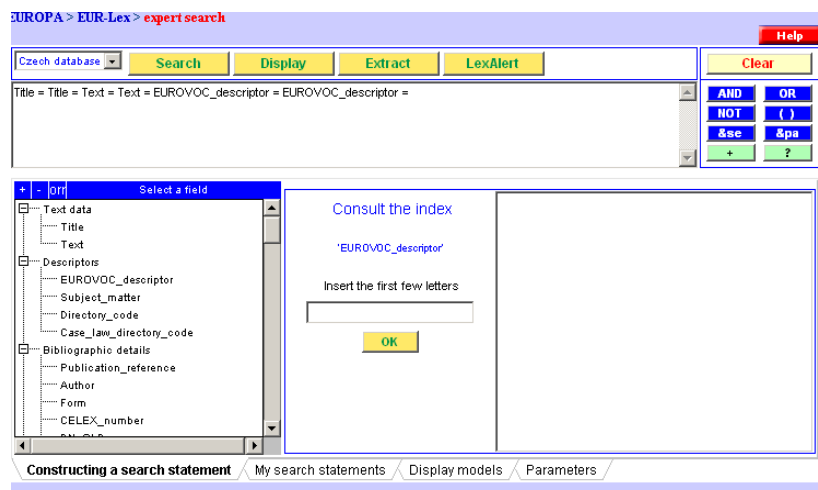 EUROPA > EUR-Lex > expert search
Help
Czech database Search Display Extract LexAlert Clear
Title = Title = Text = Text = EUROVOC_descriptor = EUROVOC_descriptor =
AND OR
NOT ( )
&se &pa
+ ?
+ - orr Select a field
Text data
Title
Text
Descriptors
EUROVOC_descriptor
Subject_matter
Directory_code
Case_law_directory_code
Bibliographic details
Publication_reference
Author
Form
CELEX_number
Consult the index
'EUROVOC_descriptor'
Insert the first few letters
OK
Constructing a search statement My search statements Display models Parameters